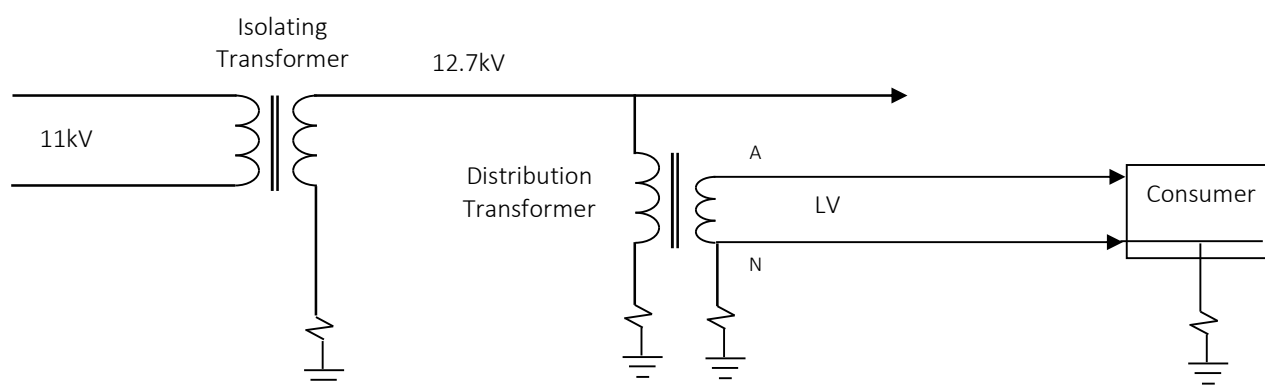 Isolating
Transformer
12.7kV
11kV
Distribution
Transformer
A
LV
N
Consumer